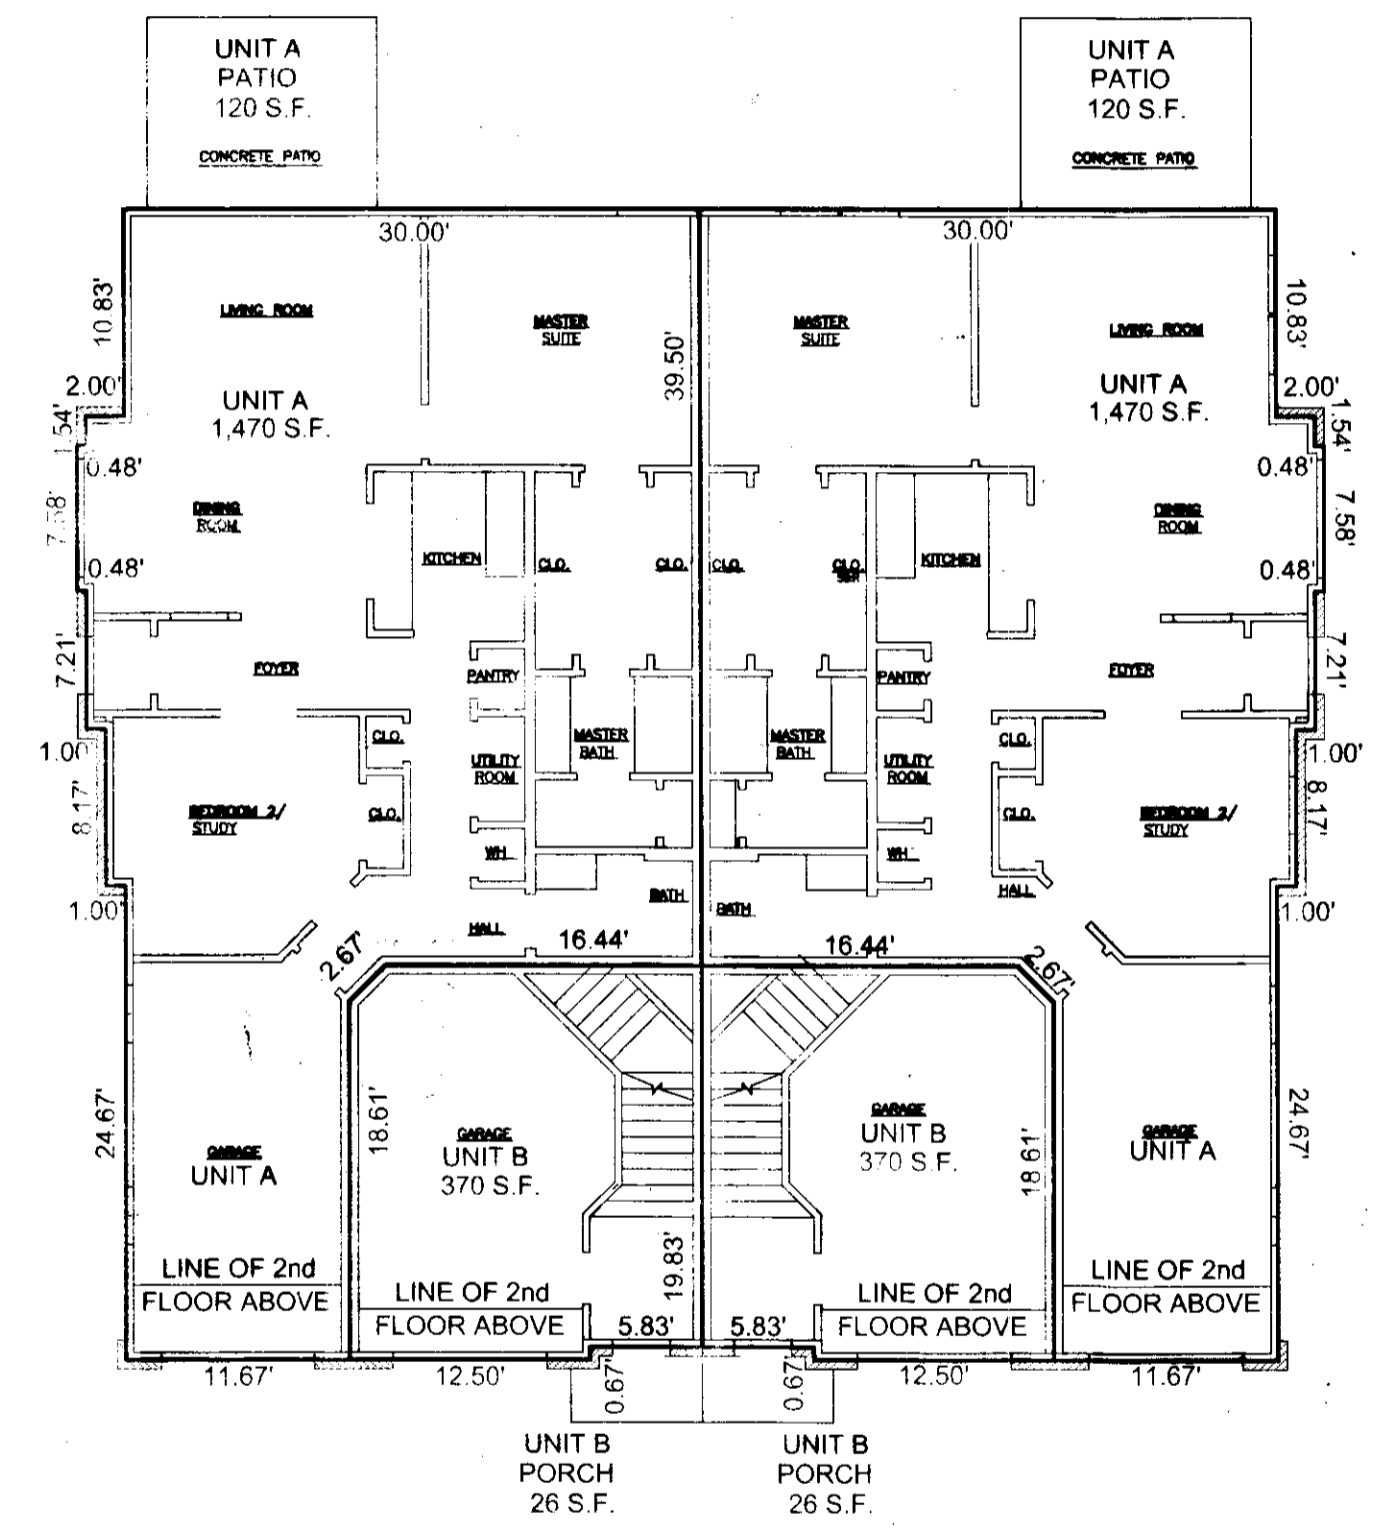 UNIT A
PATIO
120 S.F.
CONCRETE PATIO
UNIT A
PATIO
120 S.F.
CONCRETE PATIO
30.00'
30.00'
10.83'
LIVING ROOM
MASTER
SUITE
39.50'
MASTER
SUITE
LIVING ROOM
10.83'
2.00'
UNIT A
1,470 S.F.
UNIT A
1,470 S.F.
2.00'
1.54'
0.48'
0.48'
1.54'
7.58'
DINING
ROOM
KITCHEN
CLO.
CLO.
CLO.
CLO.
KITCHEN
DINING
ROOM
7.58'
0.48'
0.48'
7.21'
FOYER
PANTRY
PANTRY
FOYER
7.21'
1.00'
CLO.
UTILITY
ROOM
MASTER
BATH
MASTER
BATH
UTILITY
ROOM
CLO.
1.00'
8.17'
BEDROOM 2/
STUDY
CLO.
CLO.
BEDROOM 2/
STUDY
8.17'
WH
WH
1.00'
HALL
BATH
BATH
HALL
1.00'
2.67'
16.44'
16.44'
2.67'
24.67'
GARAGE
UNIT A
18.61'
GARAGE
UNIT B
370 S.F.
GARAGE
UNIT B
370 S.F.
18.61'
GARAGE
UNIT A
24.67'
19.83'
LINE OF 2nd
FLOOR ABOVE
LINE OF 2nd
FLOOR ABOVE
LINE OF 2nd
FLOOR ABOVE
LINE OF 2nd
FLOOR ABOVE
5.83'
5.83'
11.67'
12.50'
0.67'
0.67'
12.50'
11.67'
UNIT B
PORCH
26 S.F.
UNIT B
PORCH
26 S.F.